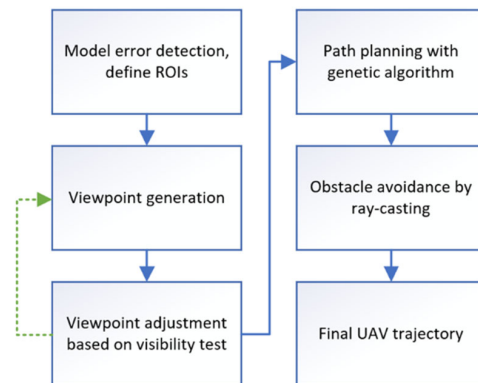 Model error detection,
define ROIs
Viewpoint generation
Viewpoint adjustment
based on visibility test
Path planning with
genetic algorithm
Obstacle avoidance by
ray-casting
Final UAV trajectory